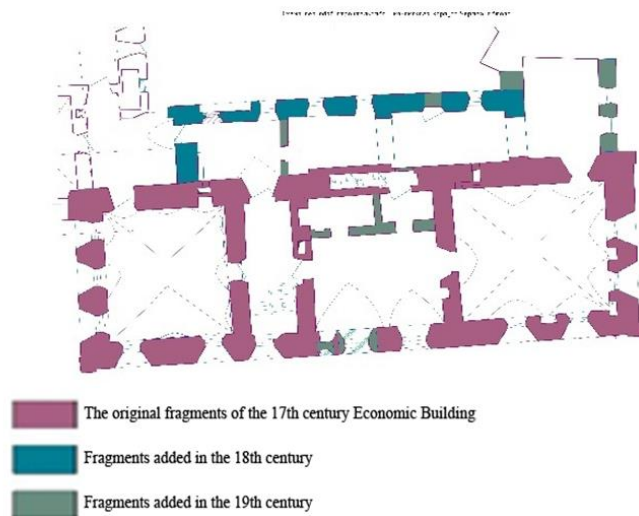 The original fragments of the 17th century Economic Building
Fragments added in the 18th century
Fragments added in the 19th century